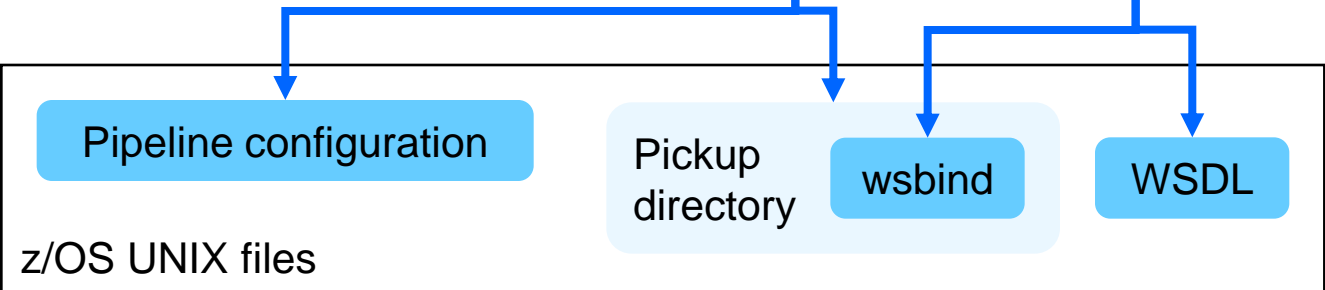 Pipeline configuration
Pickup
directory
wsbind
WSDL
z/OS UNIX files